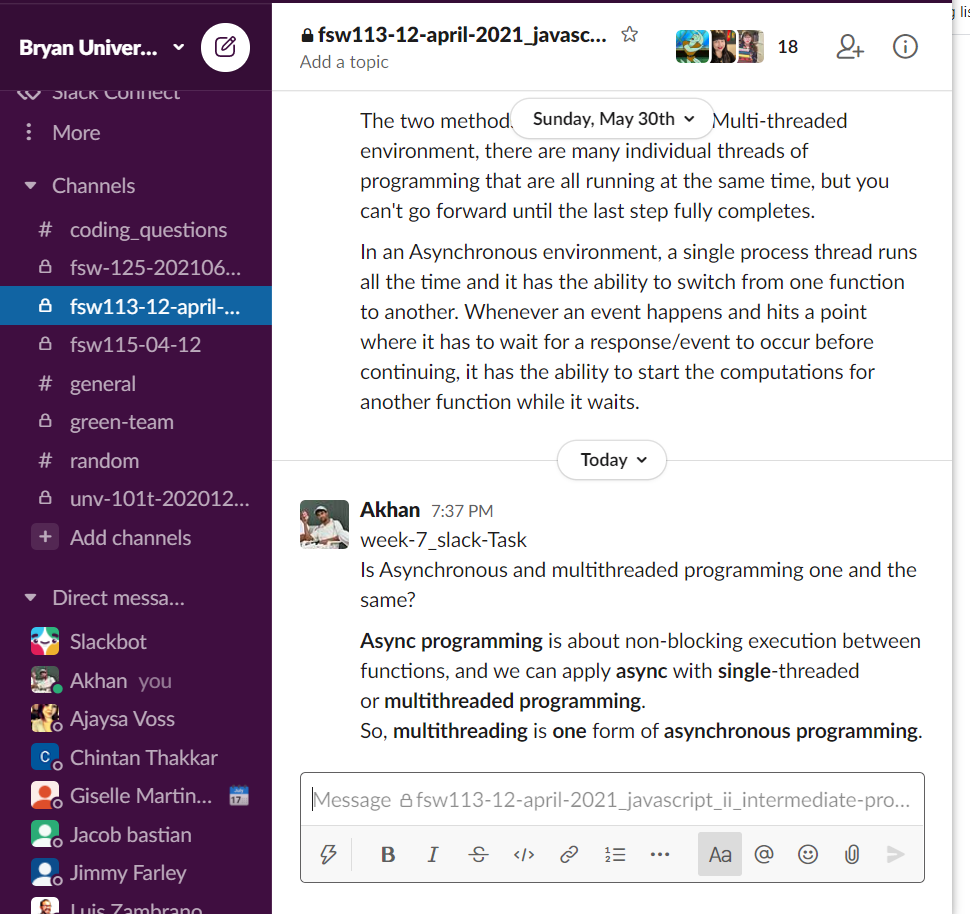 Bryan Univer...
Slack Connect
More
Channels
# coding_questions
fsw-125-202106...
fsw113-12-april-...
fsw115-04-12
# general
green-team
# random
unv-101t-202012...
+ Add channels
Direct messa...
Slackbot
Akhan you
Ajaysa Voss
C Chintan Thakkar
Giselle Martin... July 17
Jacob bastian
Jimmy Farley
Luis Zambrano
fsw113-12-april-2021_javasc...
18
Add a topic
The two method. Sunday, May 30th Multi-threaded
environment, there are many individual threads of
programming that are all running at the same time, but you
can't go forward until the last step fully completes.
In an Asynchronous environment, a single process thread runs
all the time and it has the ability to switch from one function
to another. Whenever an event happens and hits a point
where it has to wait for a response/event to occur before
continuing, it has the ability to start the computations for
another function while it waits.
Today
Akhan 7:37 PM
week-7_slack-Task
Is Asynchronous and multithreaded programming one and the
same?
Async programming is about non-blocking execution between
functions, and we can apply async with single-threaded
or multithreaded programming.
So, multithreading is one form of asynchronous programming.
Message fsw113-12-april-2021_javascript_ii_intermediate-pro...
B I S </> Aa @
g lis